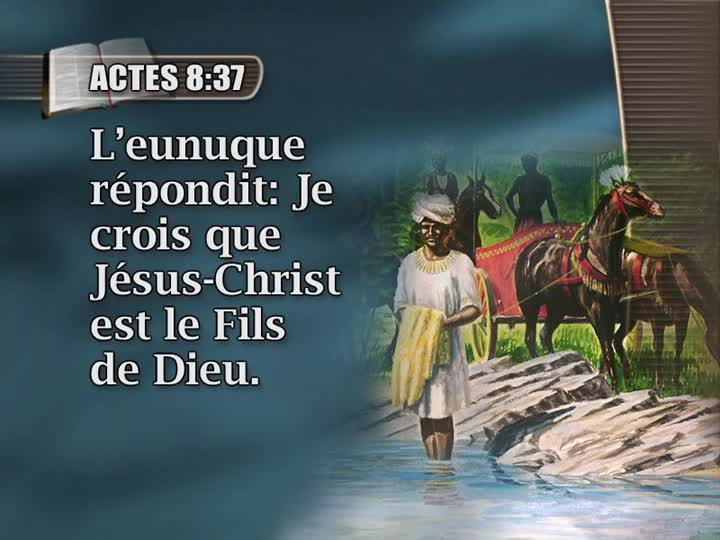 ACTES 8:37
L'eunuque
répondit: Je
crois que
Jésus-Christ
est le Fils
de Dieu.